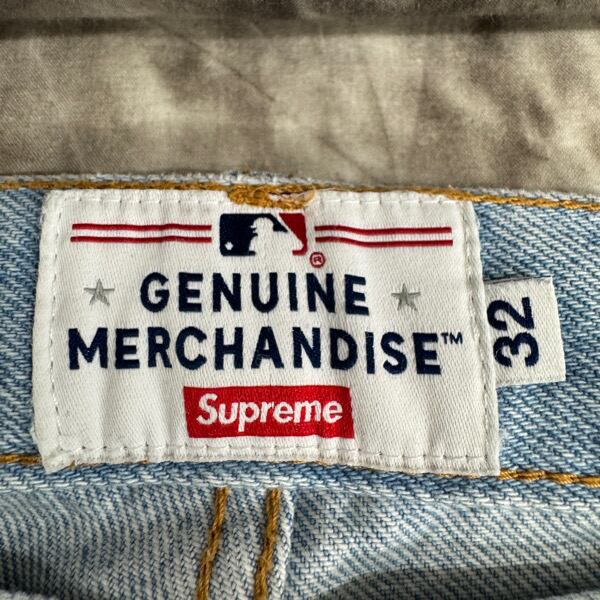 GENUINE
MERCHANDISE™
Supreme
32
®